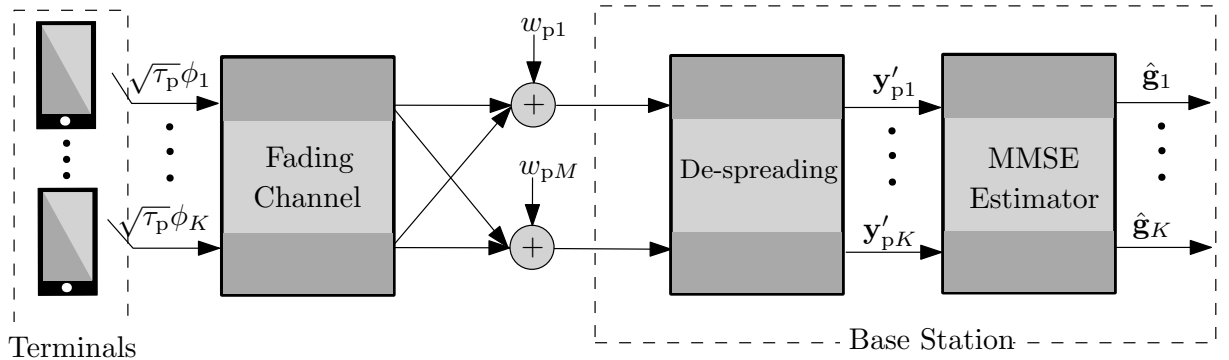 √τ_p ϕ_1
√τ_p ϕ_K
Terminals
Fading
Channel
w_p1
+
w_pM
+
De-spreading
y′_p1
y′_pK
MMSE
Estimator
ĝ_1
ĝ_K
Base Station